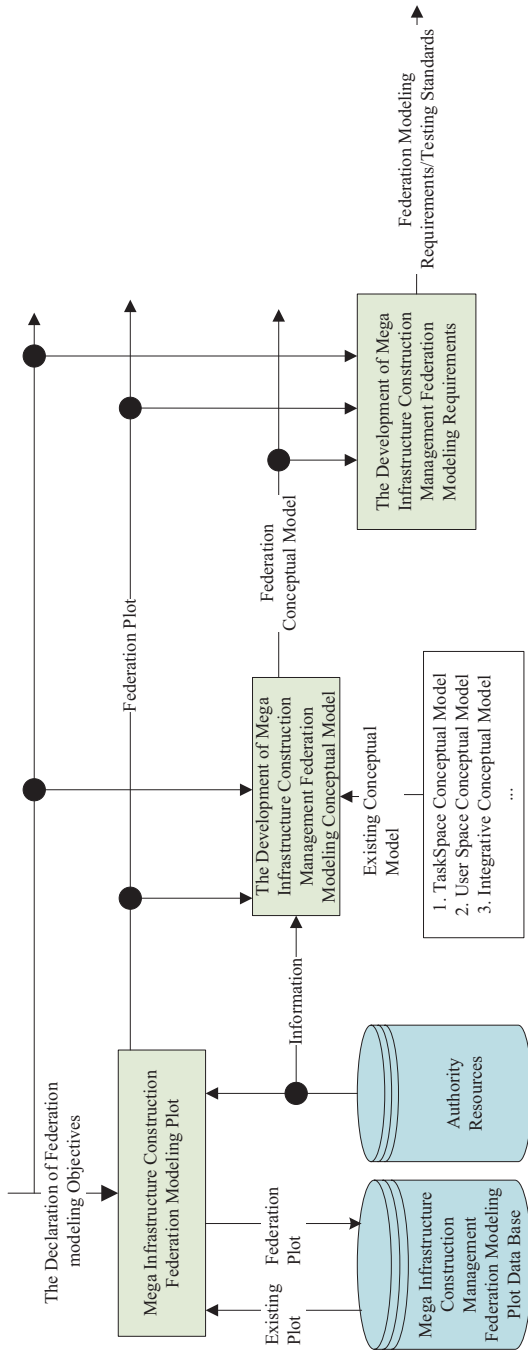 The Declaration of Federation
modeling Objectives
Mega Infrastructure Construction
Federation Modeling Plot
Existing
Plot
Federation
Plot
Mega Infrastructure
Construction
Management
Federation Modeling
Plot Data Base
Authority
Resources
Information
Federation Plot
The Development of Mega
Infrastructure Construction
Management Federation
Modeling Conceptual Model
Existing Conceptual
Model
1. TaskSpace Conceptual Model
2. User Space Conceptual Model
3. Integrative Conceptual Model
...
Federation
Conceptual Model
The Development of Mega
Infrastructure Construction
Management Federation
Modeling Requirements
Federation Modeling
Requirements/Testing Standards